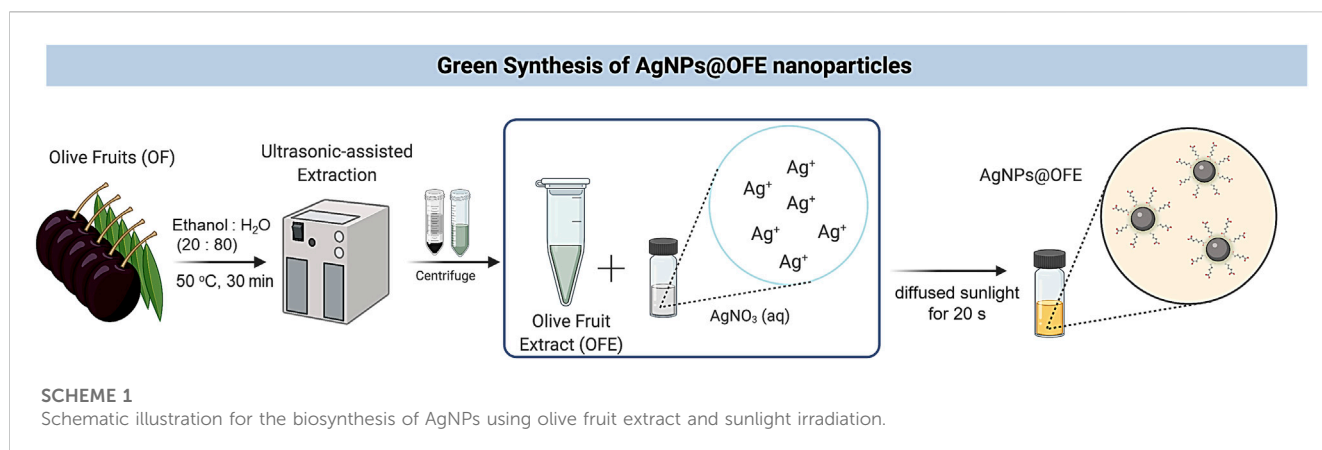 Green Synthesis of AgNPs@OFE nanoparticles
Olive Fruits (OF)
Ethanol : H₂O
(20 : 80)
50 °C, 30 min
Ultrasonic-assisted
Extraction
Centrifuge
Olive Fruit
Extract (OFE)
+
AgNO₃ (aq)
Ag⁺
Ag⁺
Ag⁺
Ag⁺
Ag⁺
Ag⁺
diffused sunlight
for 20 s
AgNPs@OFE
SCHEME 1
Schematic illustration for the biosynthesis of AgNPs using olive fruit extract and sunlight irradiation.